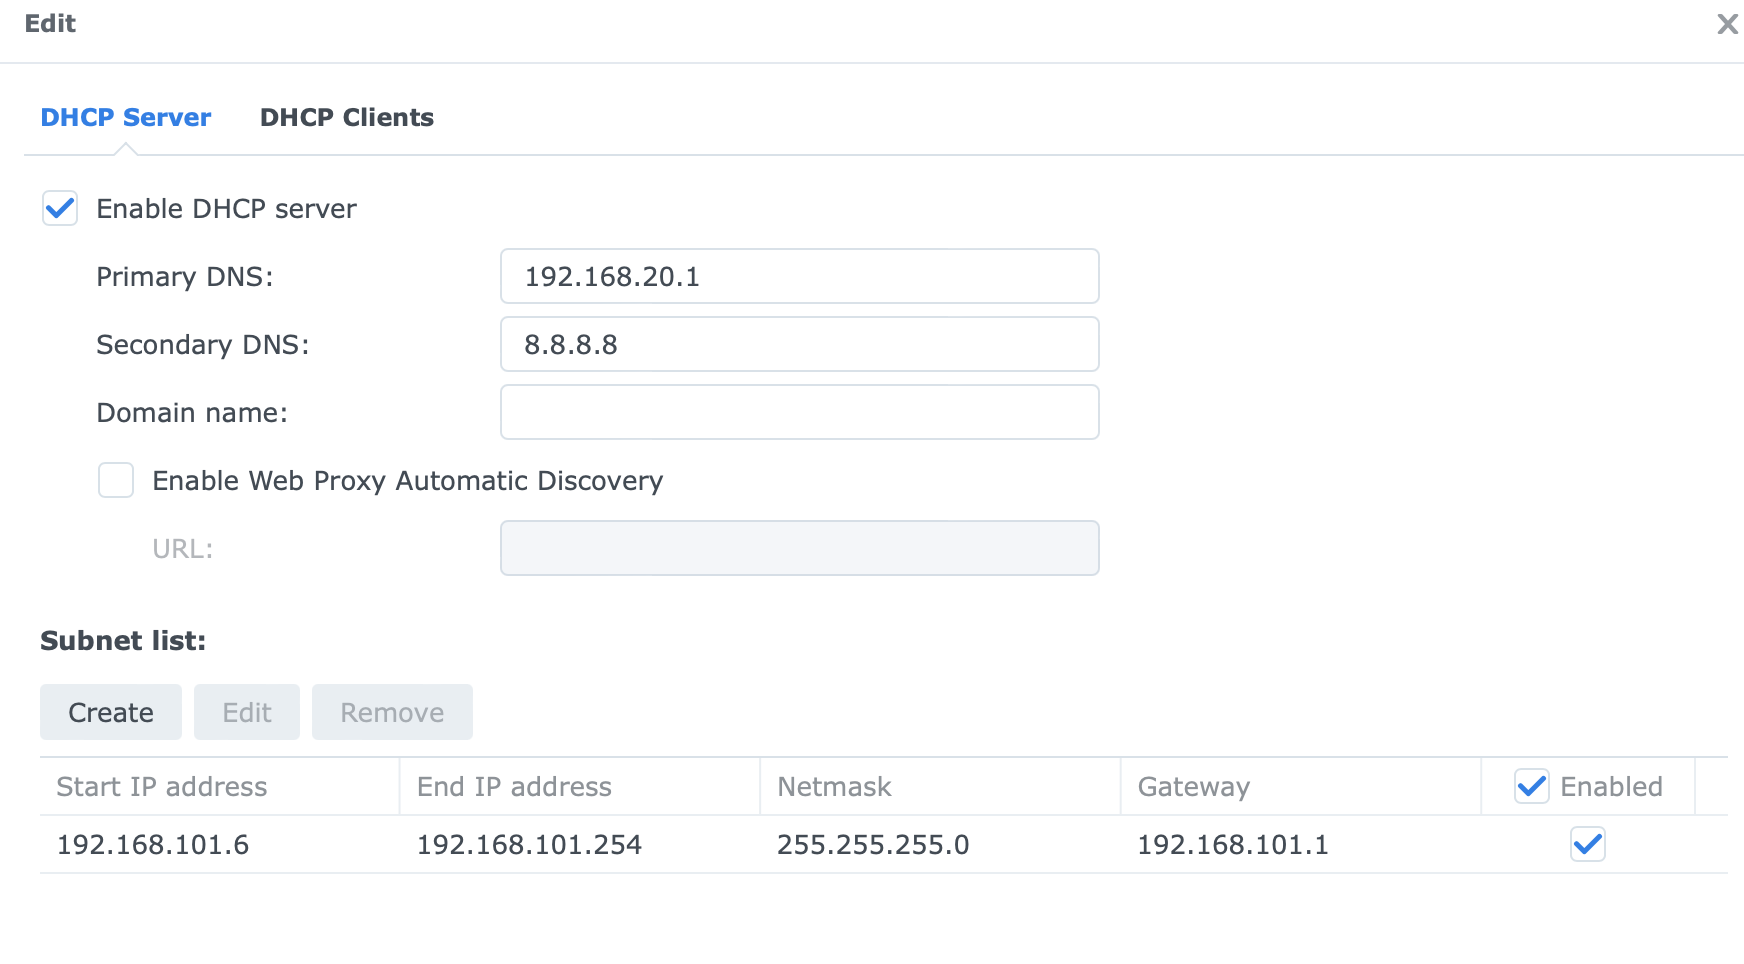 Edit
DHCP Server DHCP Clients
Enable DHCP server
Primary DNS: 192.168.20.1
Secondary DNS: 8.8.8.8
Domain name:
Enable Web Proxy Automatic Discovery
URL:
Subnet list:
Create Edit Remove
Start IP address End IP address Netmask Gateway Enabled
192.168.101.6 192.168.101.254 255.255.255.0 192.168.101.1